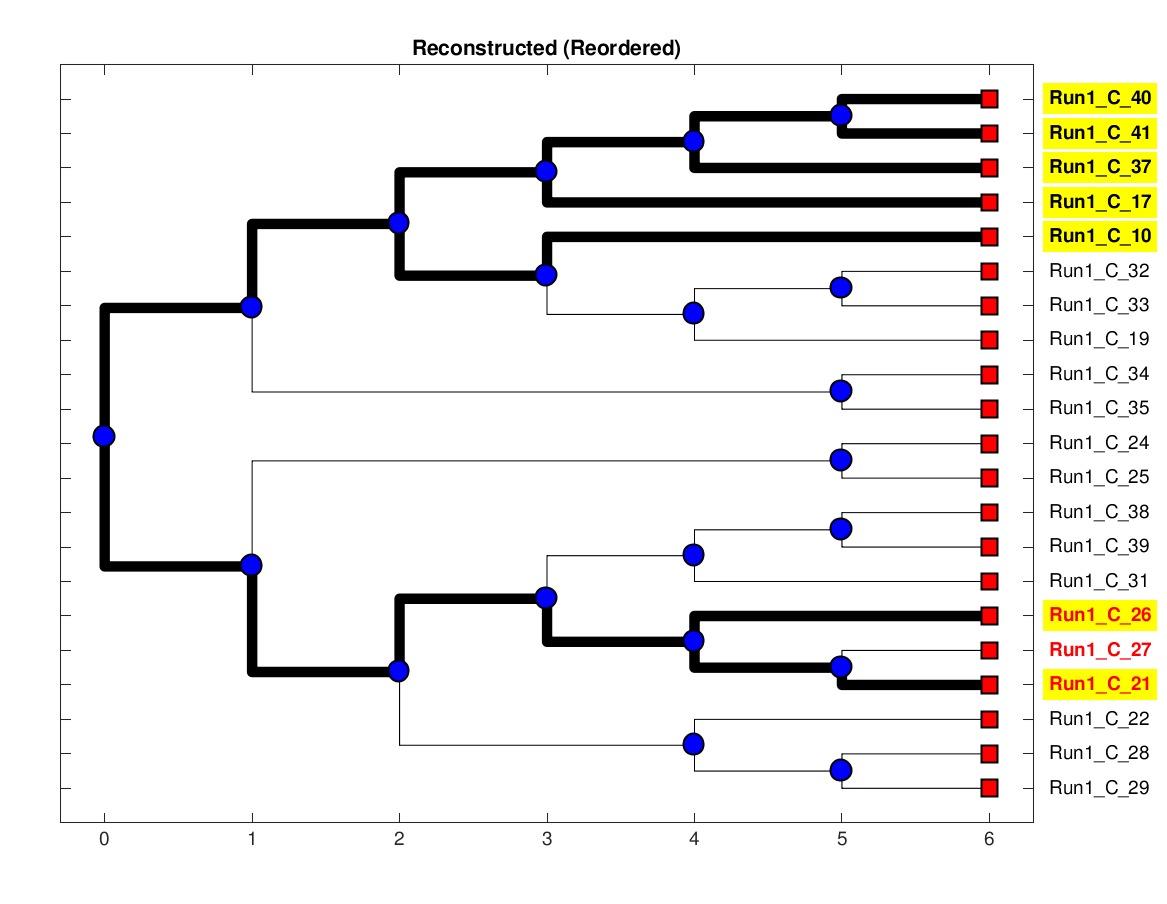 Reconstructed (Reordered)
Run1_C_40
Run1_C_41
Run1_C_37
Run1_C_17
Run1_C_10
Run1_C_32
Run1_C_33
Run1_C_19
Run1_C_34
Run1_C_35
Run1_C_24
Run1_C_25
Run1_C_38
Run1_C_39
Run1_C_31
Run1_C_26
Run1_C_27
Run1_C_21
Run1_C_22
Run1_C_28
Run1_C_29
0 1 2 3 4 5 6